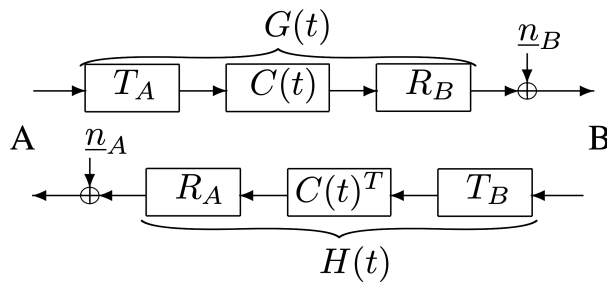 G(t)
n_B
T_A C(t) R_B
A B
n_A
R_A C(t)^T T_B
H(t)